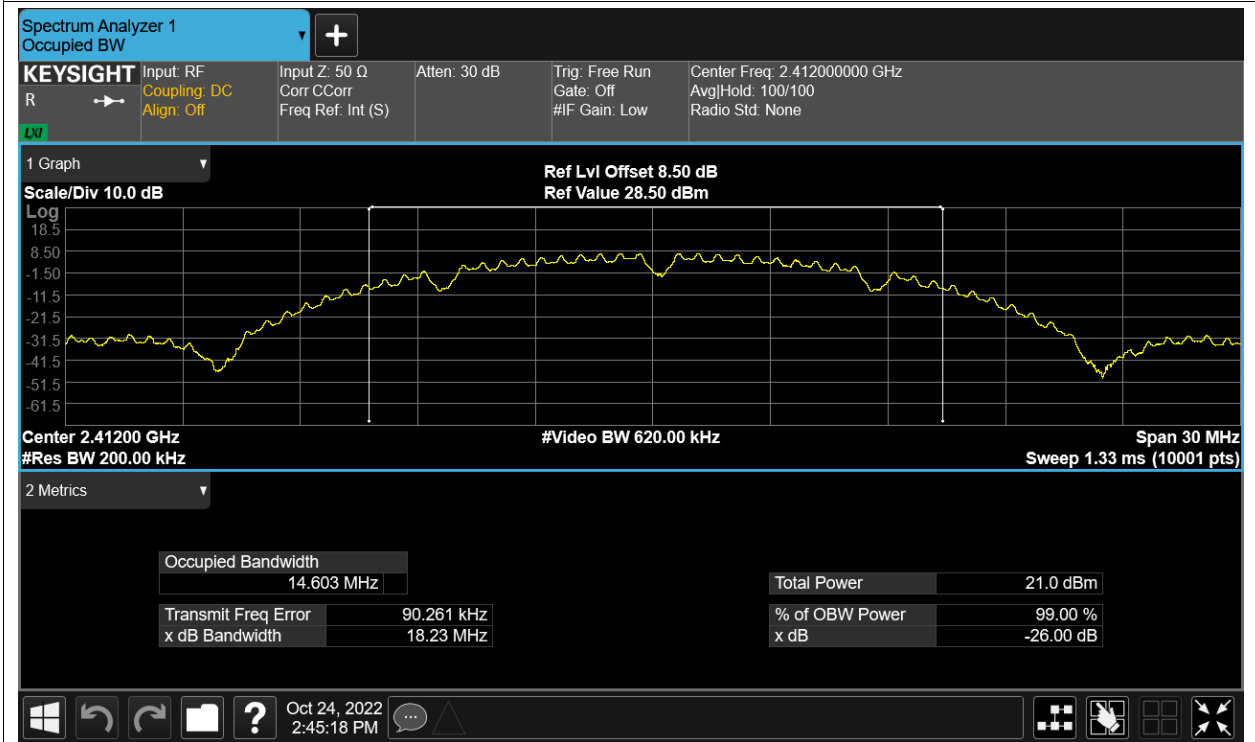 Spectrum Analyzer 1
Occupied BW
KEYSIGHT
R
LXI
Input: RF
Coupling: DC
Align: Off
Input Z: 50 Ω
Corr CCorr
Freq Ref: Int (S)
Atten: 30 dB
Trig: Free Run
Gate: Off
#IF Gain: Low
Center Freq: 2.412000000 GHz
Avg|Hold: 100/100
Radio Std: None
1 Graph
Scale/Div 10.0 dB
Ref Lvl Offset 8.50 dB
Ref Value 28.50 dBm
Log
18.5
8.50
-1.50
-11.5
-21.5
-31.5
-41.5
-51.5
-61.5
Center 2.41200 GHz
#Res BW 200.00 kHz
#Video BW 620.00 kHz
Span 30 MHz
Sweep 1.33 ms (10001 pts)
2 Metrics
Occupied Bandwidth
14.603 MHz
Transmit Freq Error 90.261 kHz
x dB Bandwidth 18.23 MHz
Total Power 21.0 dBm
% of OBW Power 99.00 %
x dB -26.00 dB
?
Oct 24, 2022
2:45:18 PM